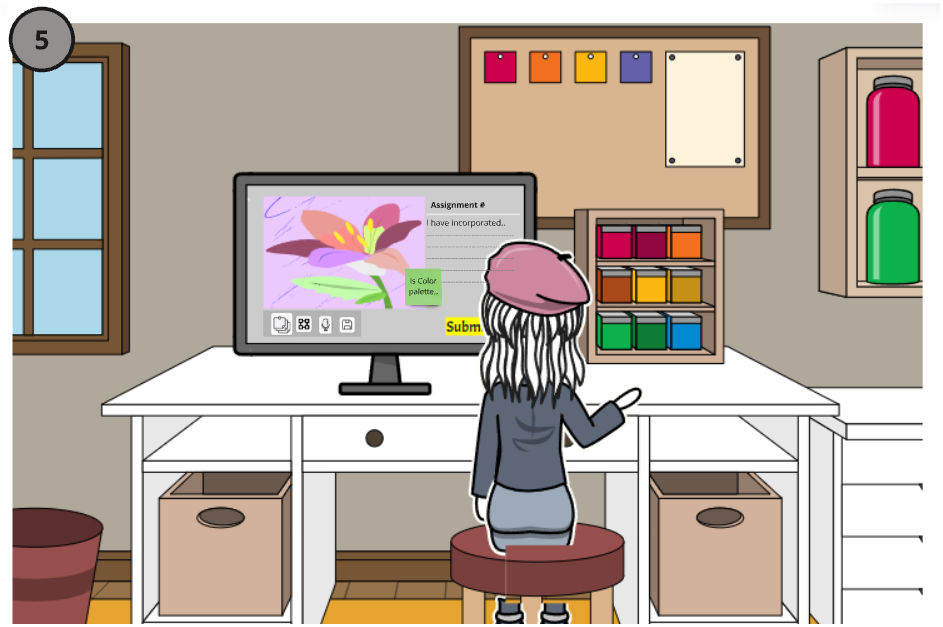 5
Assignment #
I have incorporated..
Is Color
palette..
Subm